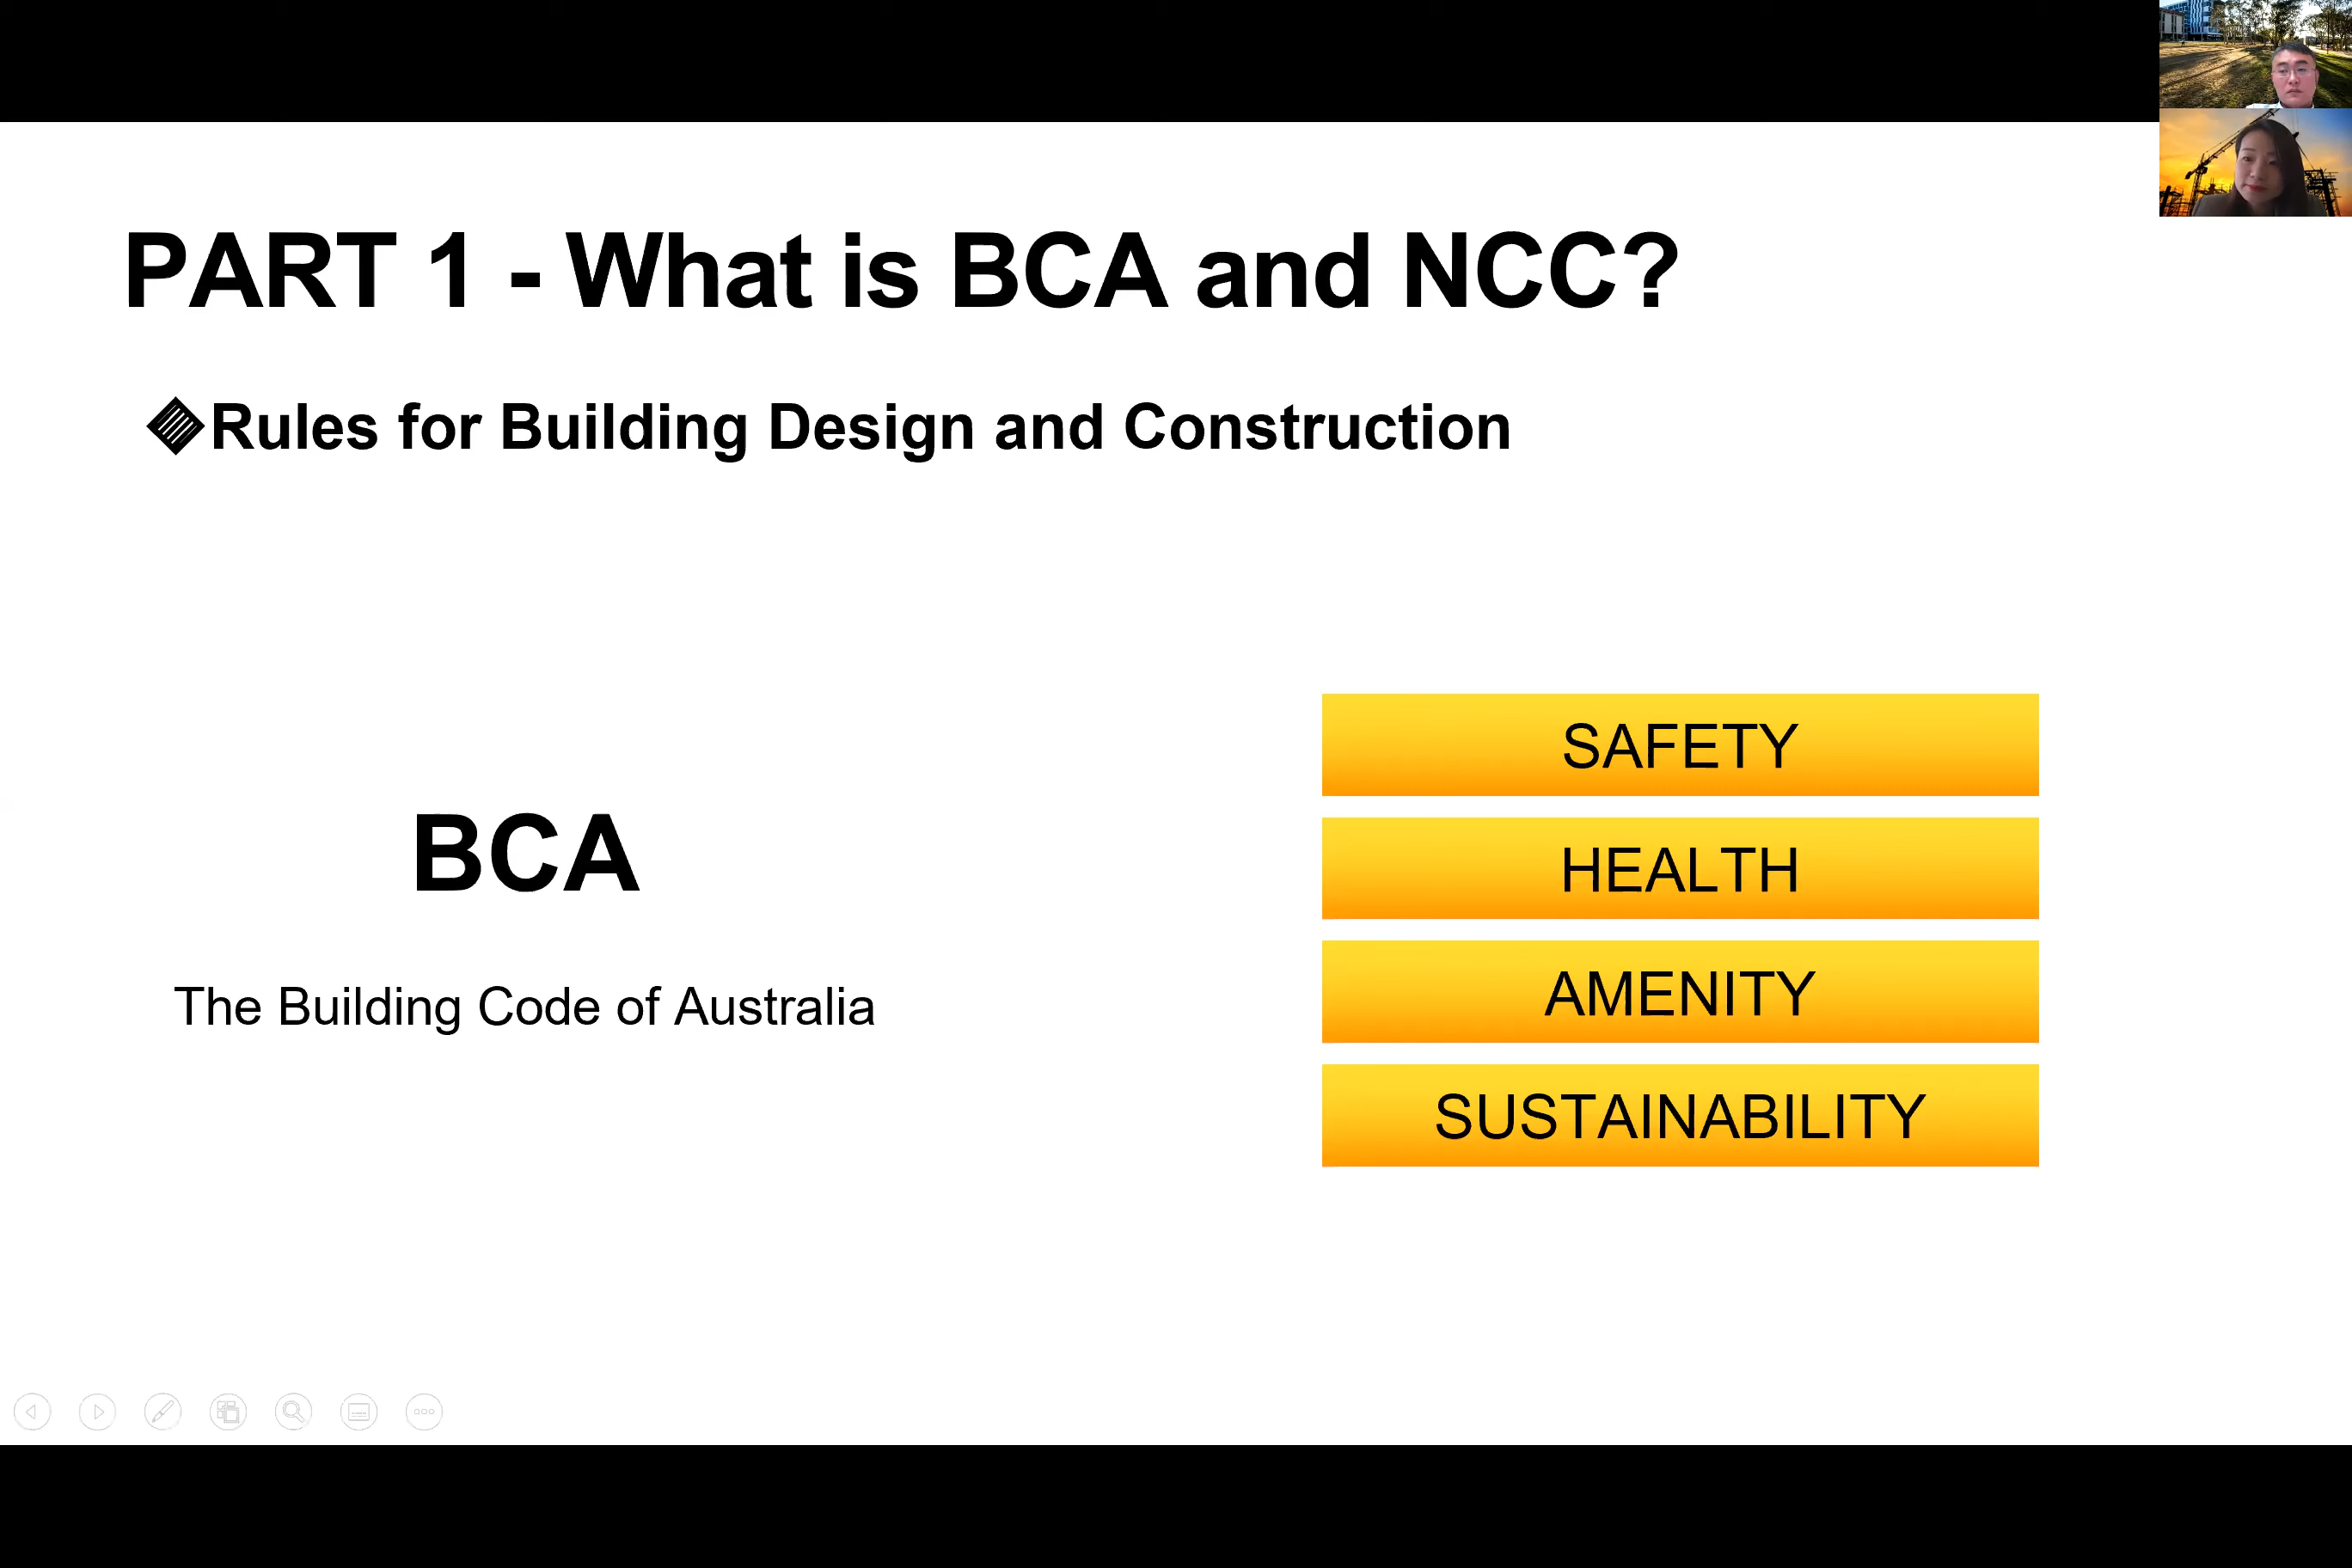 PART 1 - What is BCA and NCC?
Rules for Building Design and Construction
BCA
The Building Code of Australia
SAFETY
HEALTH
AMENITY
SUSTAINABILITY